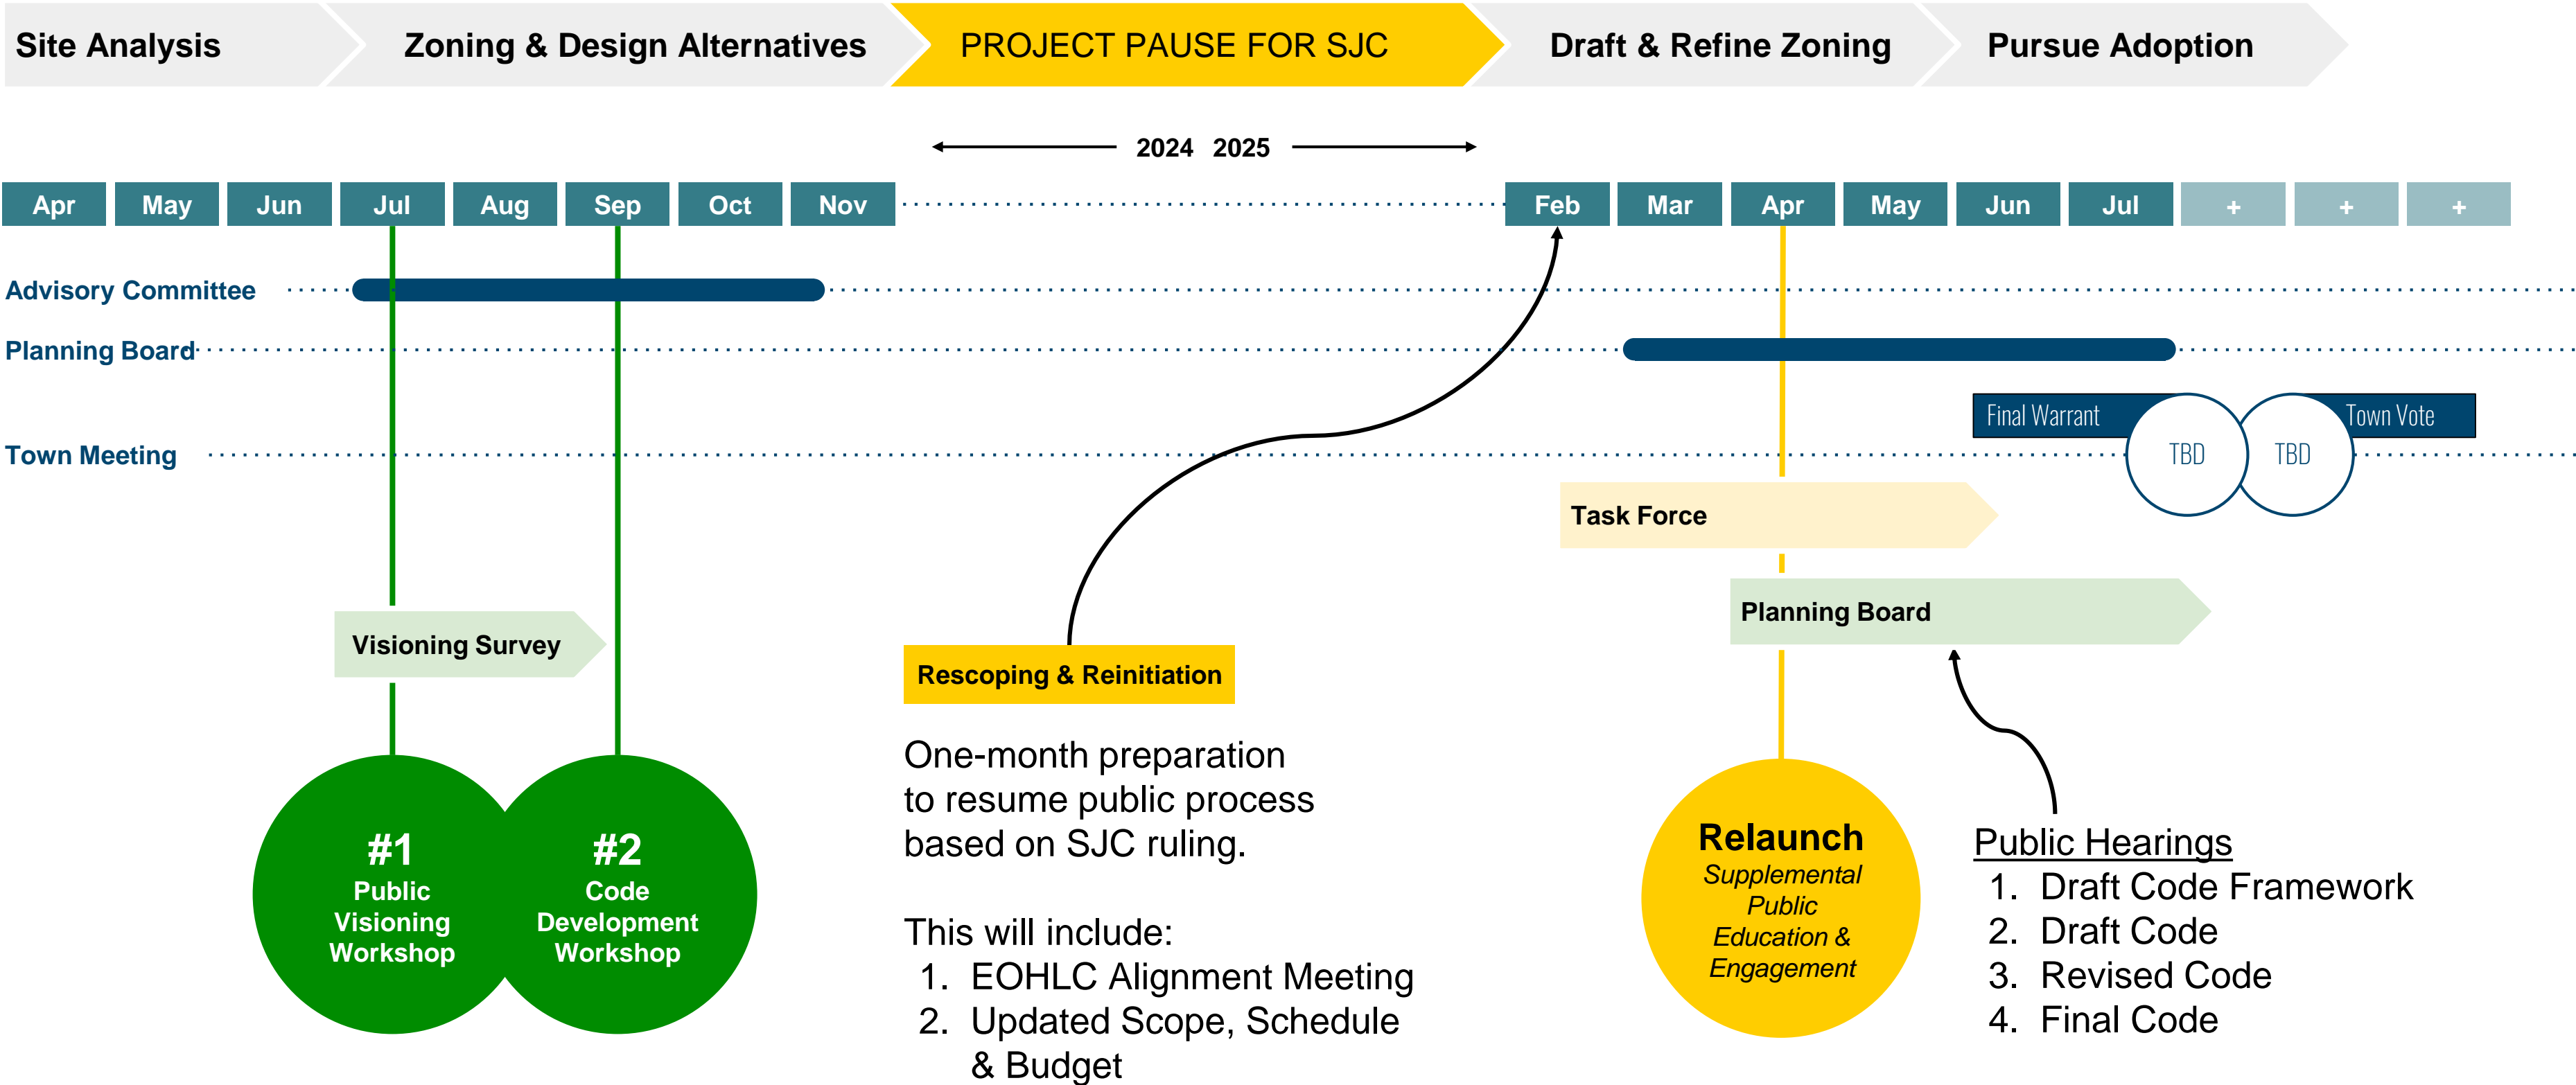 Site Analysis
Zoning & Design Alternatives
PROJECT PAUSE FOR SJC
Draft & Refine Zoning
Pursue Adoption
2024 2025
Apr May Jun Jul Aug Sep Oct Nov Feb Mar Apr May Jun Jul + + +
Advisory Committee
Planning Board
Final Warrant
Town Vote
Town Meeting
TBD
TBD
Task Force
Planning Board
Visioning Survey
Rescoping & Reinitiation
One-month preparation
to resume public process
based on SJC ruling.
This will include:
1. EOHLC Alignment Meeting
2. Updated Scope, Schedule
& Budget
#1
Public
Visioning
Workshop
#2
Code
Development
Workshop
Relaunch
Supplemental
Public
Education &
Engagement
Public Hearings
1. Draft Code Framework
2. Draft Code
3. Revised Code
4. Final Code